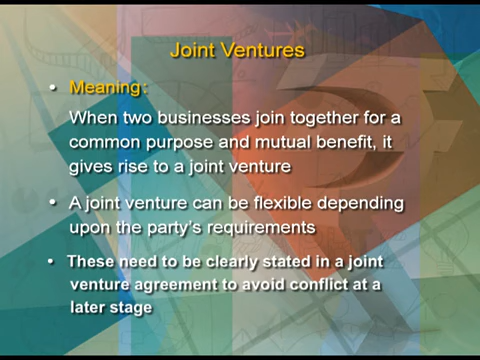 Joint Ventures
• Meaning:
When two businesses join together for a
common purpose and mutual benefit, it
gives rise to a joint venture
• A joint venture can be flexible depending
upon the party's requirements
• These need to be clearly stated in a joint
venture agreement to avoid conflict at a
later stage